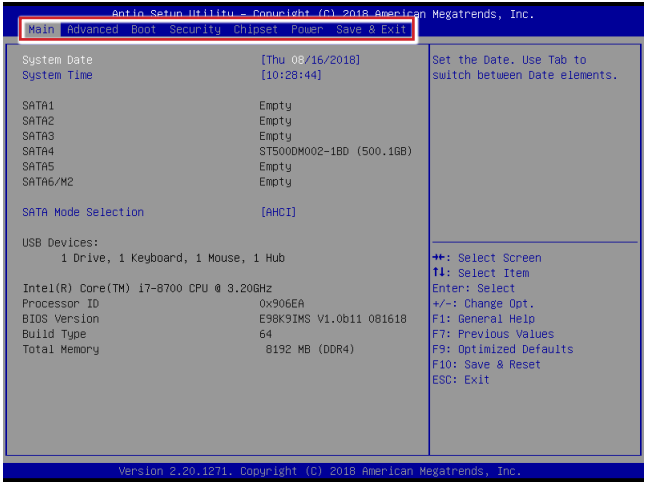 Aptio Setup Utility – Copyright (C) 2018 American Megatrends, Inc.
Main Advanced Boot Security Chipset Power Save & Exit
System Date [Thu 08/16/2018]
System Time [10:28:44]
SATA1 Empty
SATA2 Empty
SATA3 Empty
SATA4 ST500DM002-1BD (500.1GB)
SATA5 Empty
SATA6/M2 Empty
SATA Mode Selection [AHCI]
USB Devices:
1 Drive, 1 Keyboard, 1 Mouse, 1 Hub
Intel(R) Core(TM) i7-8700 CPU @ 3.20GHz
Processor ID 0x906EA
BIOS Version E98K9IMS V1.0b11 081618
Build Type 64
Total Memory 8192 MB (DDR4)
Set the Date. Use Tab to
switch between Date elements.
→←: Select Screen
↑↓: Select Item
Enter: Select
+/-: Change Opt.
F1: General Help
F7: Previous Values
F9: Optimized Defaults
F10: Save & Reset
ESC: Exit
Version 2.20.1271. Copyright (C) 2018 American Megatrends, Inc.